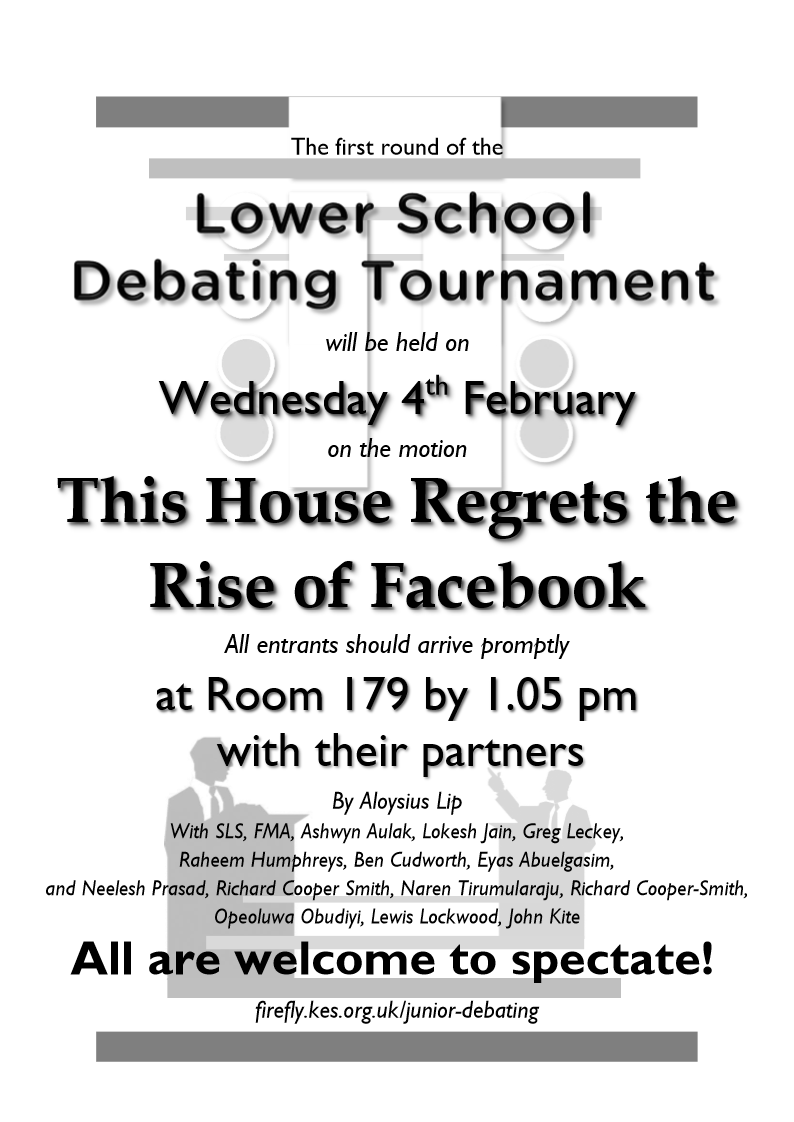 The first round of the
Lower School
Debating Tournament
will be held on
Wednesday 4th February
on the motion
This House Regrets the
Rise of Facebook
All entrants should arrive promptly
at Room 179 by 1.05 pm
with their partners
By Aloysius Lip
With SLS, FMA, Ashwyn Aulak, Lokesh Jain, Greg Leckey,
Raheem Humphreys, Ben Cudworth, Eyas Abuelgasim,
and Neelesh Prasad, Richard Cooper Smith, Naren Tirumularaju, Richard Cooper-Smith,
Opeoluwa Obudiyi, Lewis Lockwood, John Kite
All are welcome to spectate!
firefly.kes.org.uk/junior-debating